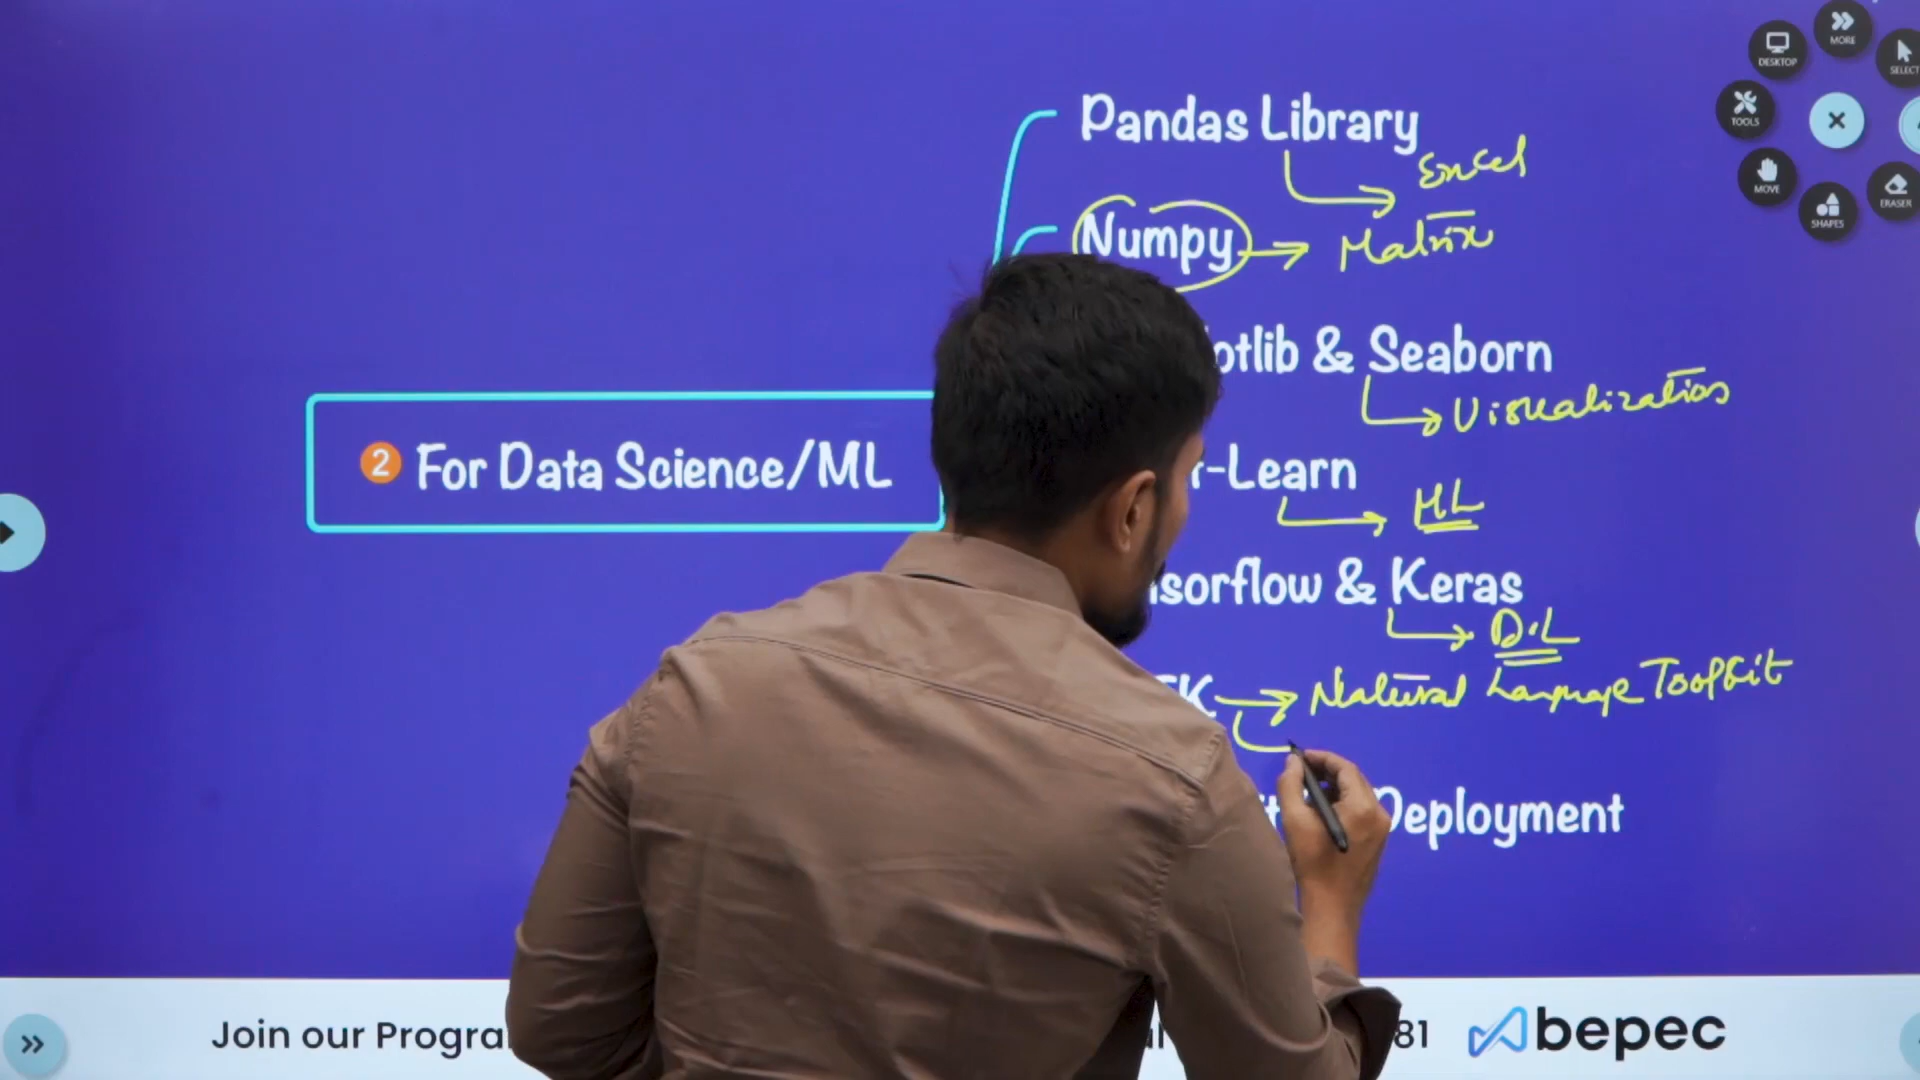 MORE
DESKTOP
SELECT
TOOLS
MOVE
SHAPES
ERASER
Pandas Library
Excel
Numpy
Matrix
otlib & Seaborn
Visualization
2 For Data Science/ML
r-Learn
ML
sorflow & Keras
D.L
K
Natural Language Toolkit
Deployment
Join our Progra
81
bepec